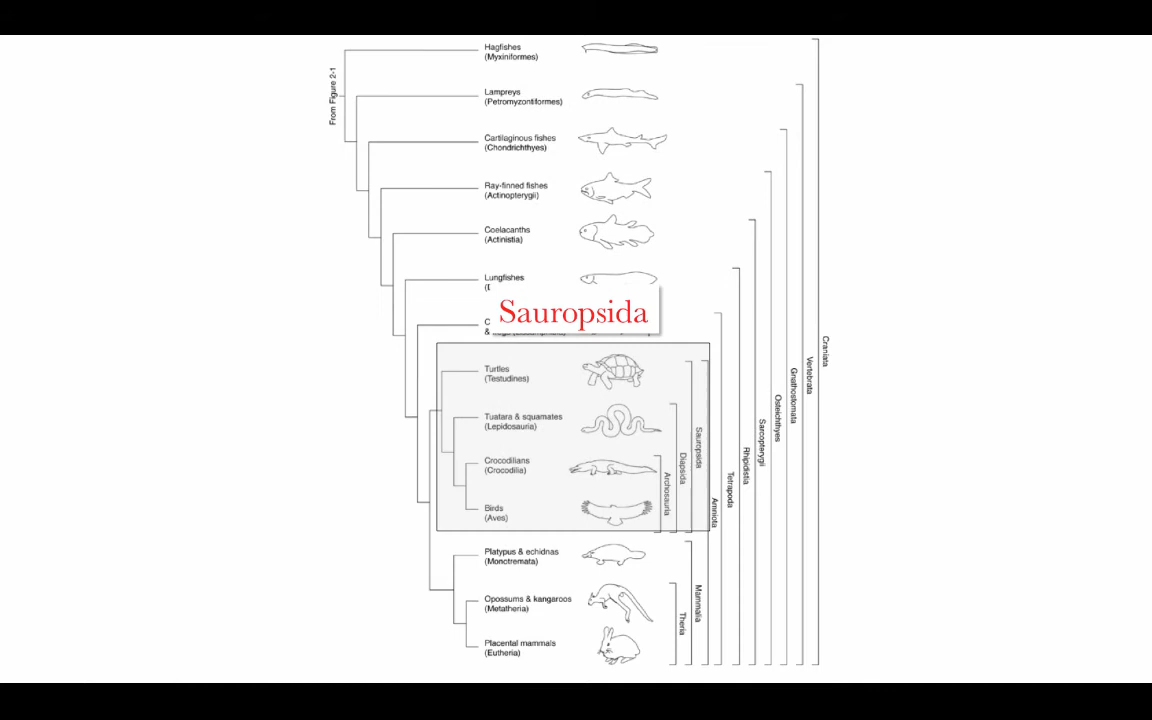 From Figure 2-1
Hagfishes
(Myxiniformes)
Lampreys
(Petromyzontiformes)
Cartilaginous fishes
(Chondrichthyes)
Ray-finned fishes
(Actinopterygii)
Coelacanths
(Actinistia)
Lungfishes
Sauropsida
Turtles
(Testudines)
Tuatara & squamates
(Lepidosauria)
Crocodilians
(Crocodilia)
Birds
(Aves)
Platypus & echidnas
(Monotremata)
Opossums & kangaroos
(Metatheria)
Placental mammals
(Eutheria)
Archosauria
Diapsida
Sauropsida
Theria
Mammalia
Amniota
Tetrapoda
Rhipidistia
Sarcopterygii
Osteichthyes
Gnathostomata
Vertebrata
Craniata